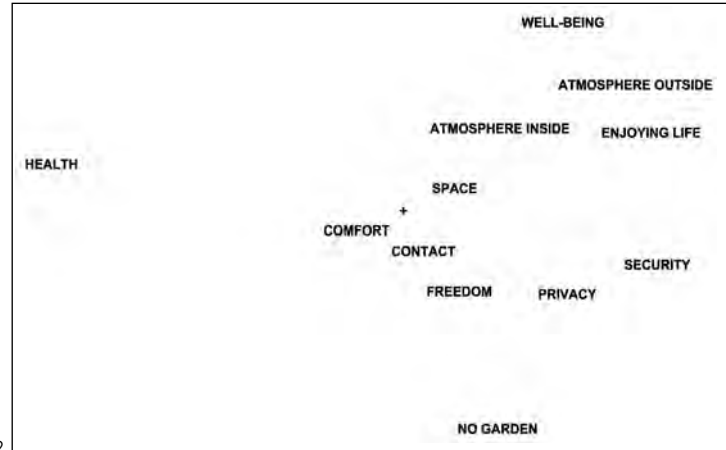 WELL-BEING
ATMOSPHERE OUTSIDE
ATMOSPHERE INSIDE
ENJOYING LIFE
HEALTH
SPACE
+
COMFORT
CONTACT
SECURITY
FREEDOM
PRIVACY
NO GARDEN